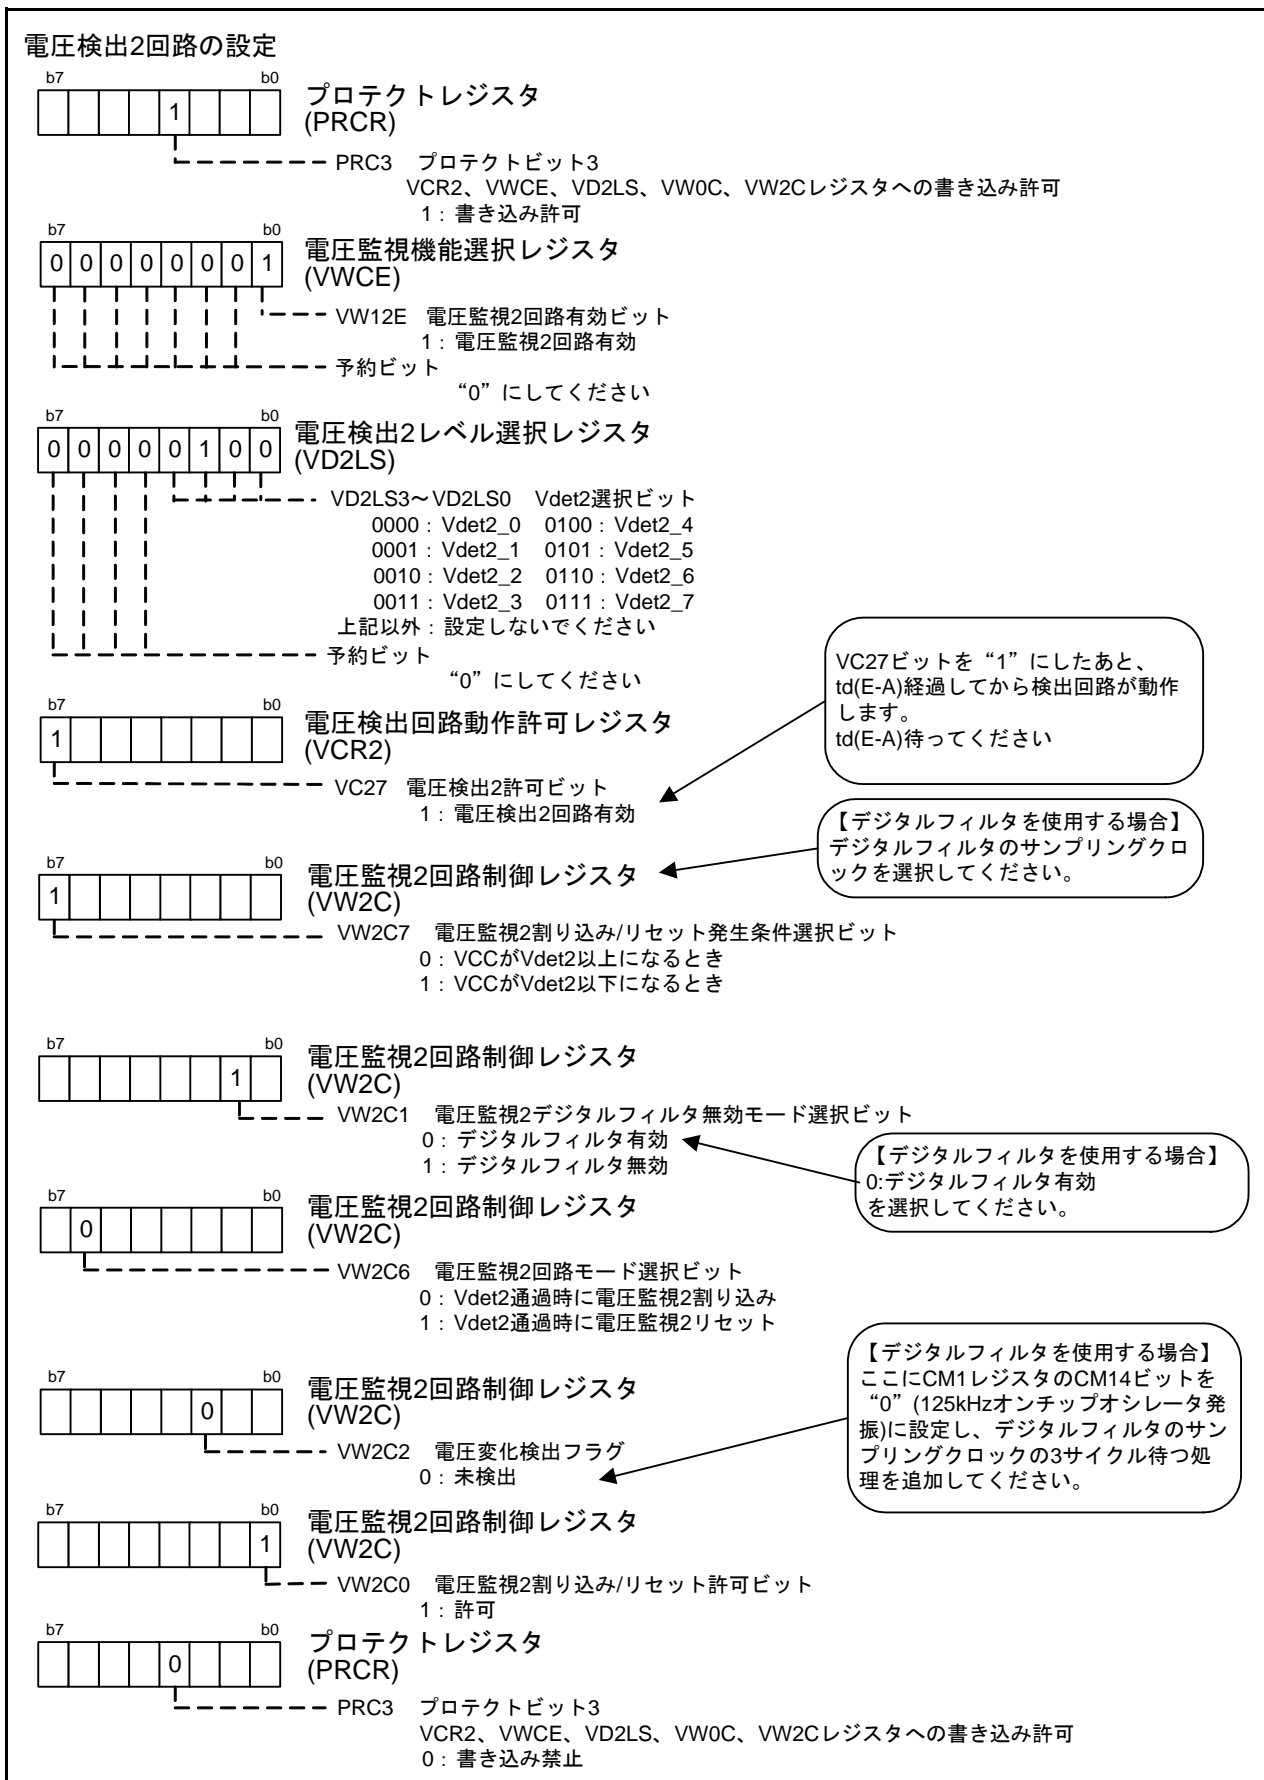 電圧検出2回路の設定
b7 b0
1
プロテクトレジスタ
(PRCR)
PRC3 プロテクトビット3
VCR2、VWCE、VD2LS、VW0C、VW2Cレジスタへの書き込み許可
1：書き込み許可
b7 b0
0 0 0 0 0 0 0 1
電圧監視機能選択レジスタ
(VWCE)
VW12E 電圧監視2回路有効ビット
1：電圧監視2回路有効
予約ビット
“0”にしてください
b7 b0
0 0 0 0 0 1 0 0
電圧検出2レベル選択レジスタ
(VD2LS)
VD2LS3～VD2LS0 Vdet2選択ビット
0000：Vdet2_0 0100：Vdet2_4
0001：Vdet2_1 0101：Vdet2_5
0010：Vdet2_2 0110：Vdet2_6
0011：Vdet2_3 0111：Vdet2_7
上記以外：設定しないでください
予約ビット
“0”にしてください
VC27ビットを“1”にしたあと、
td(E-A)経過してから検出回路が動作
します。
td(E-A)待ってください
b7 b0
1
電圧検出回路動作許可レジスタ
(VCR2)
VC27 電圧検出2許可ビット
1：電圧検出2回路有効
【デジタルフィルタを使用する場合】
デジタルフィルタのサンプリングクロ
ックを選択してください。
b7 b0
1
電圧監視2回路制御レジスタ
(VW2C)
VW2C7 電圧監視2割り込み/リセット発生条件選択ビット
0：VCCがVdet2以上になるとき
1：VCCがVdet2以下になるとき
b7 b0
1
電圧監視2回路制御レジスタ
(VW2C)
VW2C1 電圧監視2デジタルフィルタ無効モード選択ビット
0：デジタルフィルタ有効
1：デジタルフィルタ無効
【デジタルフィルタを使用する場合】
0:デジタルフィルタ有効
を選択してください。
b7 b0
0
電圧監視2回路制御レジスタ
(VW2C)
VW2C6 電圧監視2回路モード選択ビット
0：Vdet2通過時に電圧監視2割り込み
1：Vdet2通過時に電圧監視2リセット
【デジタルフィルタを使用する場合】
ここにCM1レジスタのCM14ビットを
“0”(125kHzオンチップオシレータ発
振)に設定し、デジタルフィルタのサン
プリングクロックの3サイクル待つ処
理を追加してください。
b7 b0
0
電圧監視2回路制御レジスタ
(VW2C)
VW2C2 電圧変化検出フラグ
0：未検出
b7 b0
1
電圧監視2回路制御レジスタ
(VW2C)
VW2C0 電圧監視2割り込み/リセット許可ビット
1：許可
b7 b0
0
プロテクトレジスタ
(PRCR)
PRC3 プロテクトビット3
VCR2、VWCE、VD2LS、VW0C、VW2Cレジスタへの書き込み許可
0：書き込み禁止